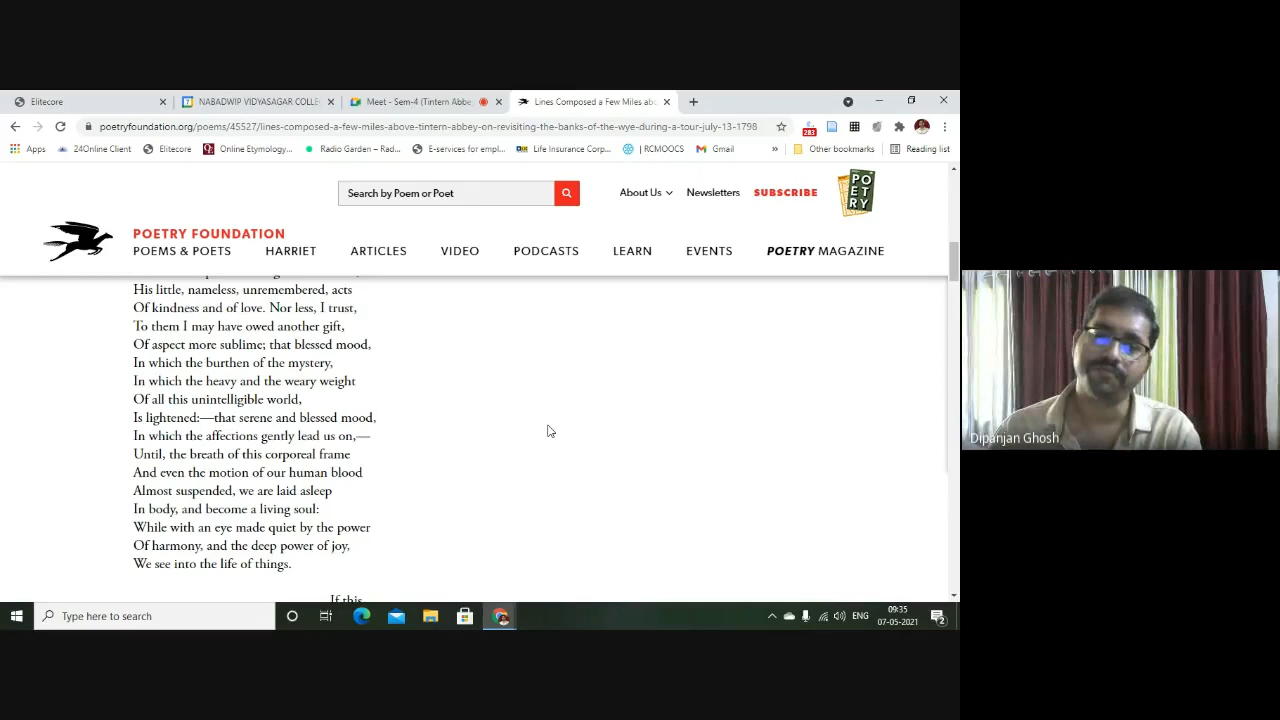 Elitecore
NABADWIP VIDYASAGAR COLLE
Meet - Sem-4 (Tintern Abbe
Lines Composed a Few Miles abo
poetryfoundation.org/poems/45527/lines-composed-a-few-miles-above-tintern-abbey-on-revisiting-the-banks-of-the-wye-during-a-tour-july-13-1798
283
Apps
24Online Client
Elitecore
Online Etymology...
Radio Garden – Rad...
E-services for empl...
Life Insurance Corp...
| RCMOOCS
Gmail
»
Other bookmarks
Reading list
Search by Poem or Poet
About Us
Newsletters
SUBSCRIBE
PO
ET
RY
POETRY FOUNDATION
POEMS & POETS
HARRIET
ARTICLES
VIDEO
PODCASTS
LEARN
EVENTS
POETRY MAGAZINE
His little, nameless, unremembered, acts
Of kindness and of love. Nor less, I trust,
To them I may have owed another gift,
Of aspect more sublime; that blessed mood,
In which the burthen of the mystery,
In which the heavy and the weary weight
Of all this unintelligible world,
Is lightened:—that serene and blessed mood,
In which the affections gently lead us on,—
Until, the breath of this corporeal frame
And even the motion of our human blood
Almost suspended, we are laid asleep
In body, and become a living soul:
While with an eye made quiet by the power
Of harmony, and the deep power of joy,
We see into the life of things.
If this
Dipanjan Ghosh
Type here to search
ENG
09:35
07-05-2021
2